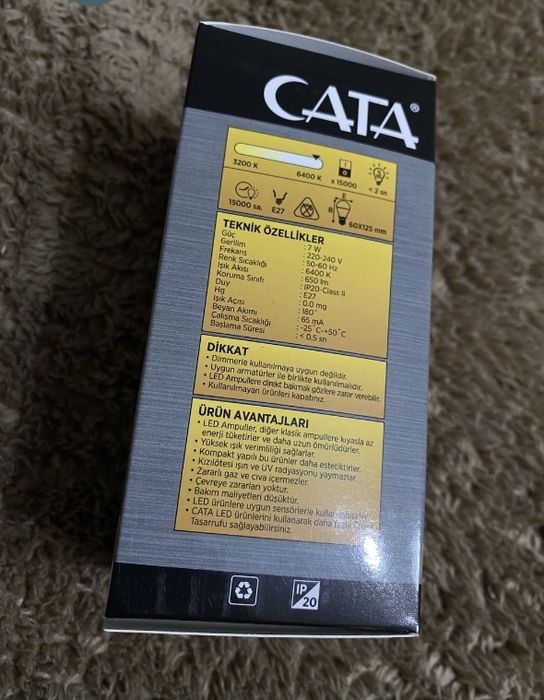 CATA®
3200 K
6400 K
x 15000
< 2 sn
15000 sa.
E27
B
E
60X125 mm
TEKNİK ÖZELLİKLER
Güç : 7 W
Gerilim : 220-240 V
Frekans : 50-60 Hz
Renk Sıcaklığı : 6400 K
Işık Akısı : 650 lm
Koruma Sınıfı : IP20-Class II
Duy : E27
Hg : 0.0 mg
Işık Açısı : 180°
Beyan Akımı : 65 mA
Çalışma Sıcaklığı : -25°C-+50°C
Başlama Süresi : < 0.5 sn
DİKKAT
• Dimmerle kullanılmaya uygun değildir.
• Uygun armatürler ile birlikte kullanılmalıdır.
• LED Ampullere direkt bakmak gözlere zarar verebilir.
• Kullanılmayan ürünleri kapatınız.
ÜRÜN AVANTAJLARI
• LED Ampuller, diğer klasik ampullere kıyasla az
enerji tüketirler ve daha uzun ömürlüdürler.
• Yüksek ışık verimliliği sağlarlar.
• Kompakt yapılı bu ürünler daha estetiktirler.
• Kızılötesi ışın ve UV radyasyonu yaymazlar.
• Zararlı gaz ve cıva içermezler.
• Çevreye zararları yoktur.
• Bakım maliyetleri düşüktür.
• LED ürünlere uygun sensörlerle
• CATA LED ürünlerini kullanarak daha
Tasarrufu sağlayabilirsiniz.
IP
20